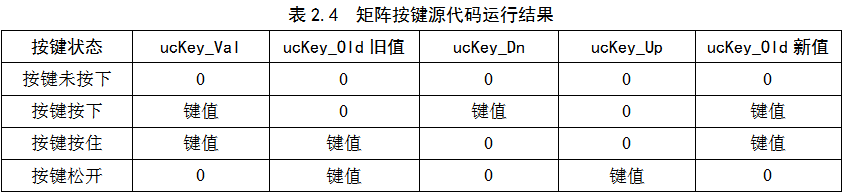 表 2.4 矩阵按键源代码运行结果
按键状态 ucKey_Val ucKey_Old 旧值 ucKey_Dn ucKey_Up ucKey_Old 新值
按键未按下 0 0 0 0 0
按键按下 键值 0 键值 0 键值
按键按住 键值 键值 0 0 键值
按键松开 0 键值 0 键值 0